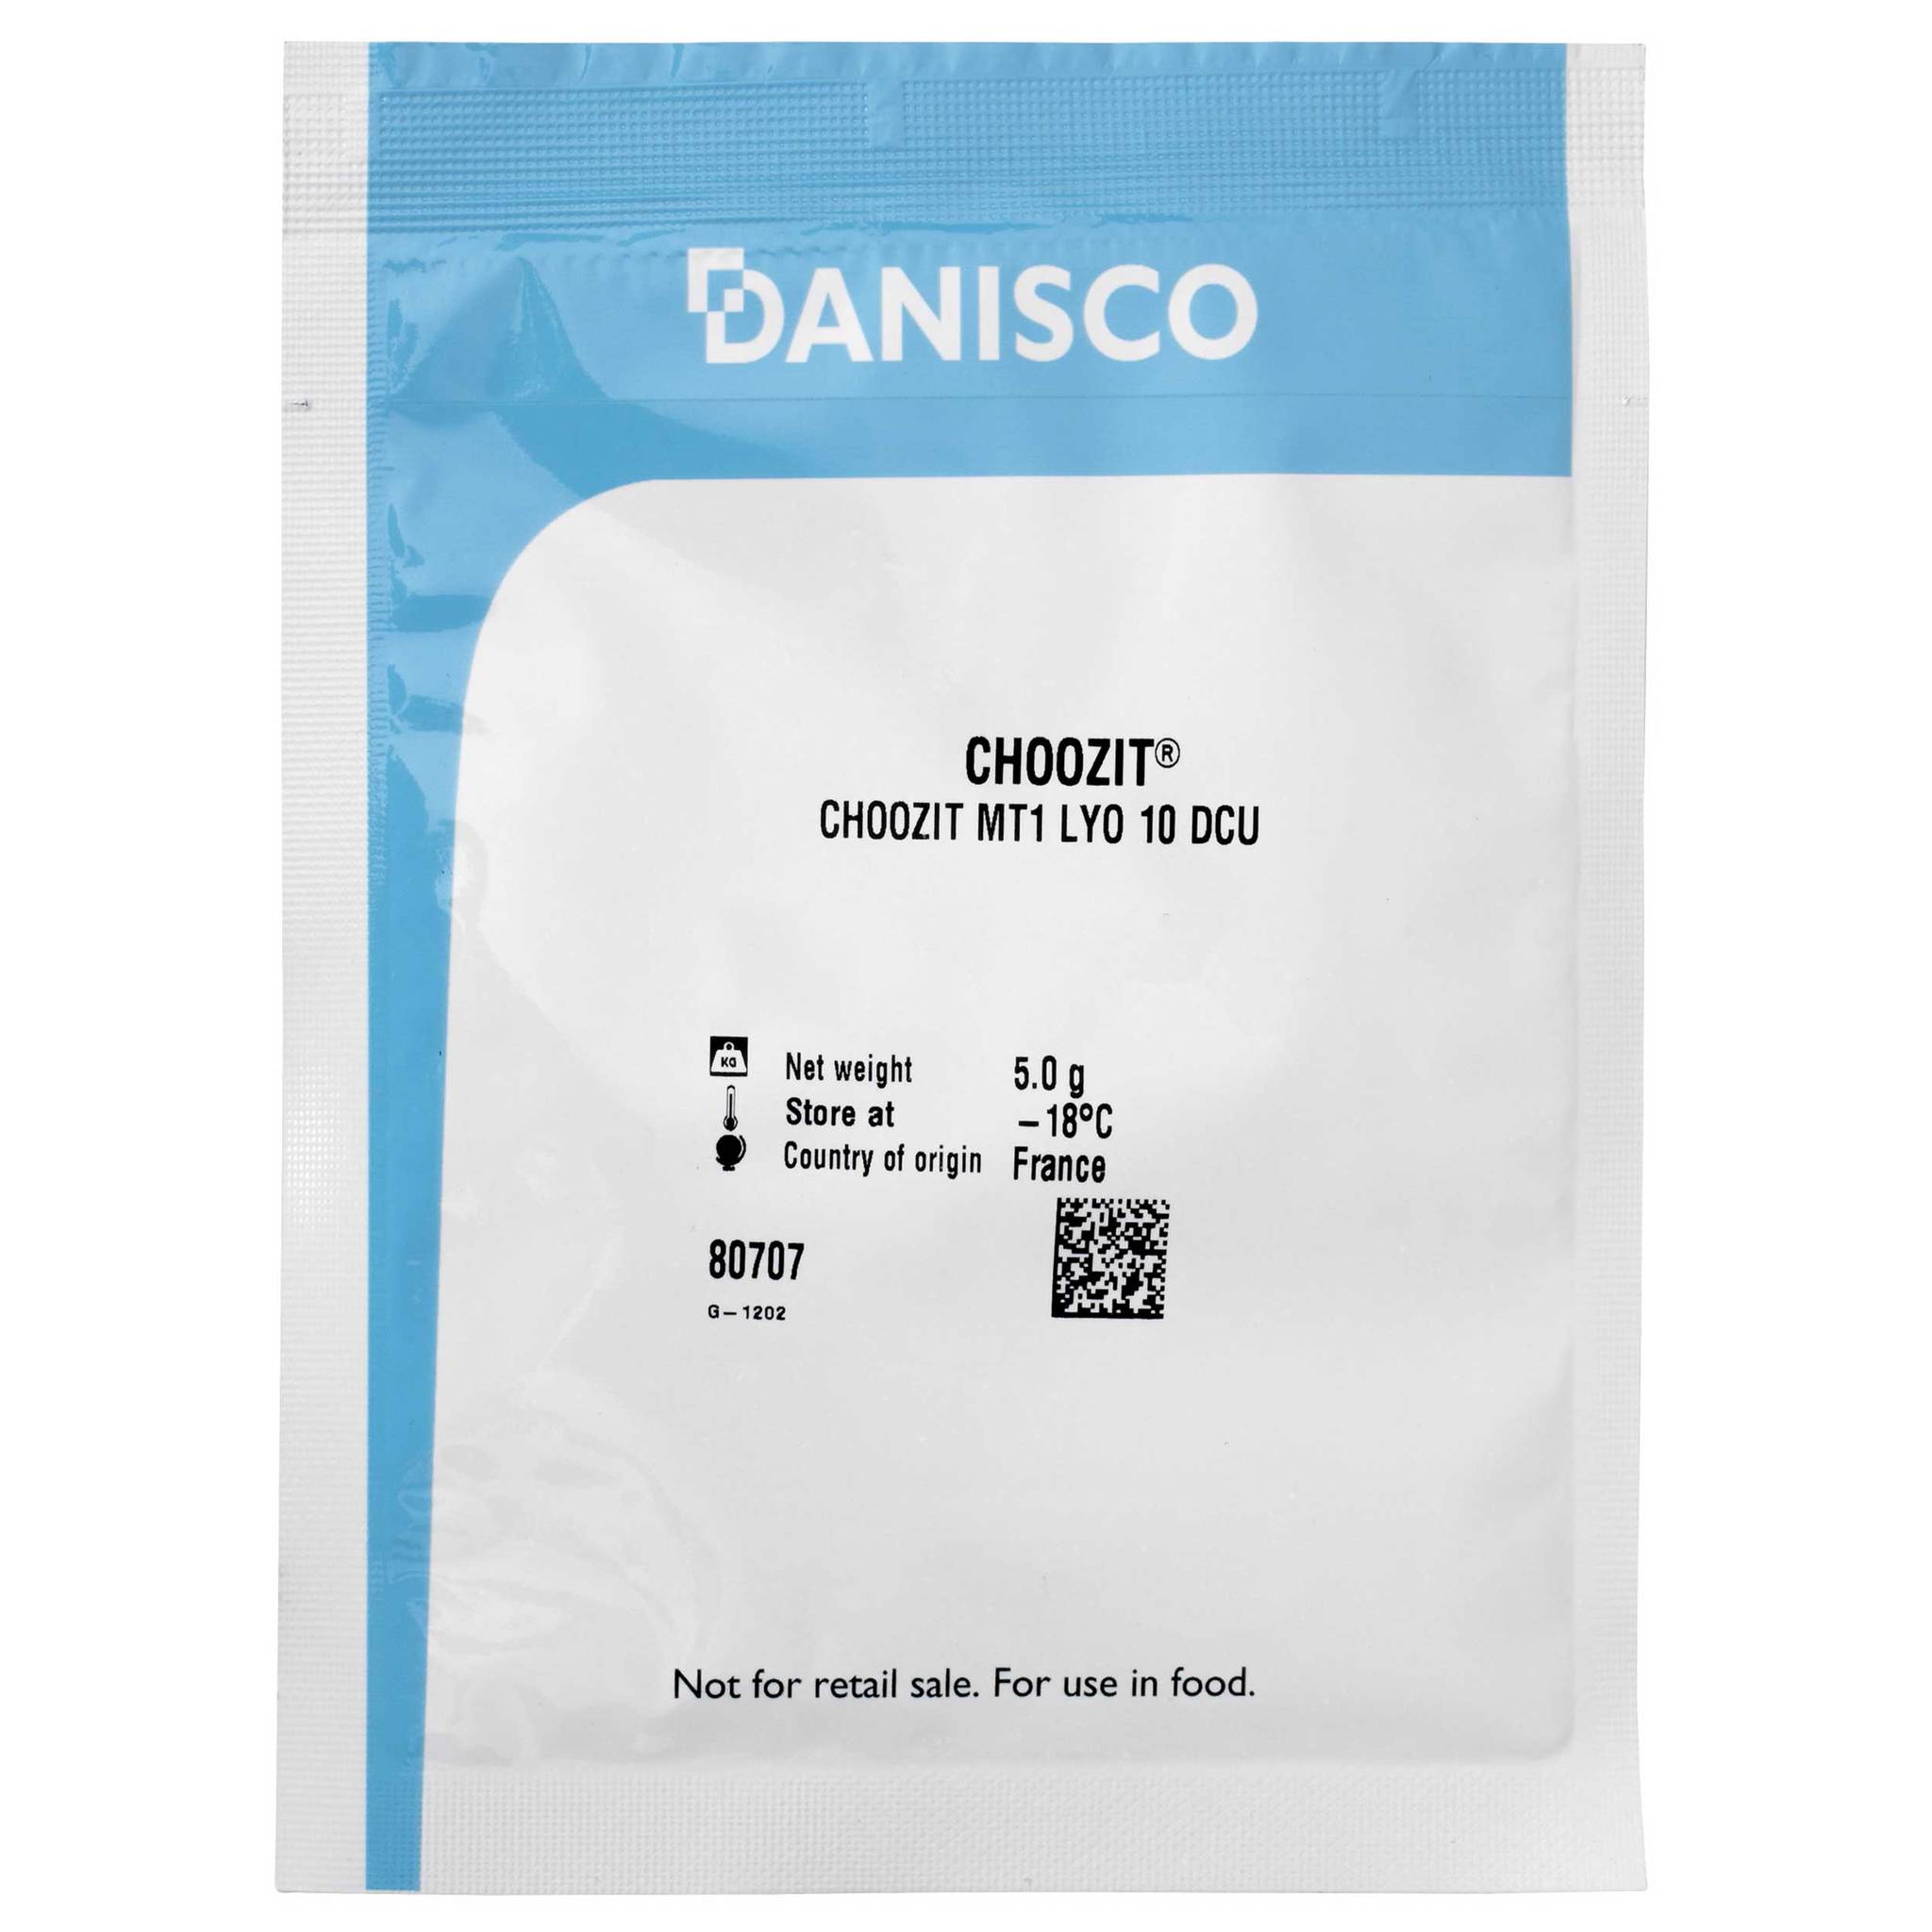 DANISCO
CHOOZIT®
CHOOZIT MT1 LYO 10 DCU
KG Net weight 5.0 g
Store at –18°C
Country of origin France
80707
G–1202
Not for retail sale. For use in food.